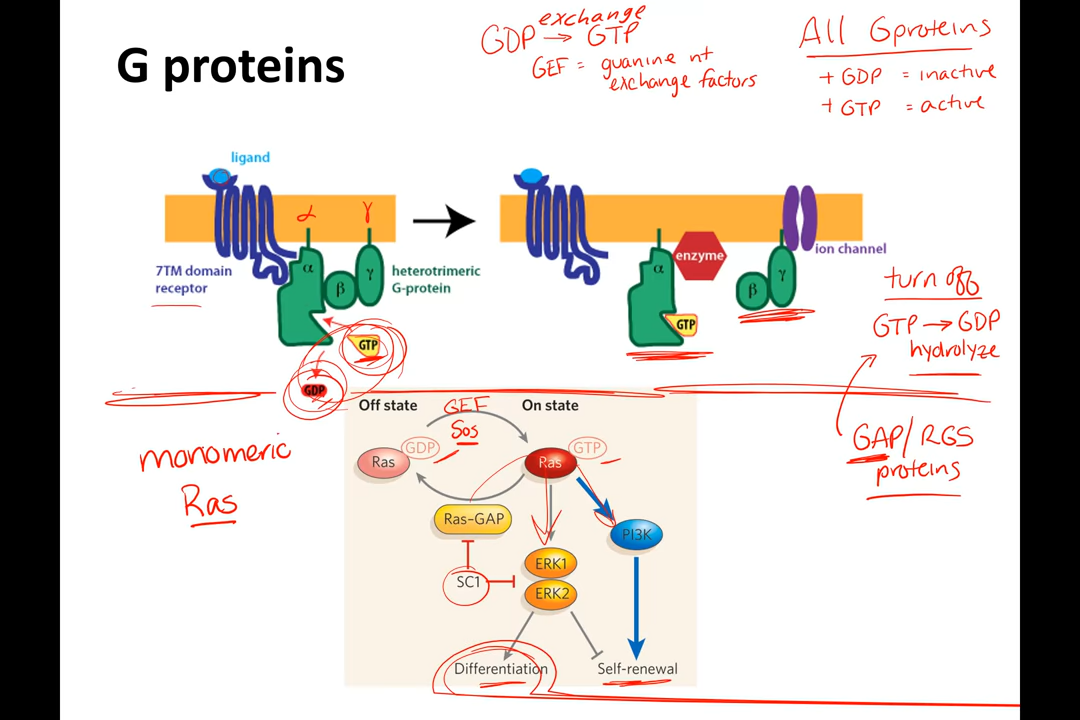 G proteins
exchange
GDP → GTP
GEF = guanine nt
exchange factors
All Gproteins
+ GDP = inactive
+ GTP = active
ligand
α γ
7TM domain
receptor
α
β
γ
heterotrimeric
G-protein
GTP
GDP
α
enzyme
GTP
β
γ
ion channel
turn off
GTP → GDP
hydrolyze
GAP/RGS
proteins
monomeric
Ras
Off state
On state
GEF
Sos
Ras GDP
Ras GTP
Ras-GAP
PI3K
SC1
ERK1
ERK2
Differentiation
Self-renewal